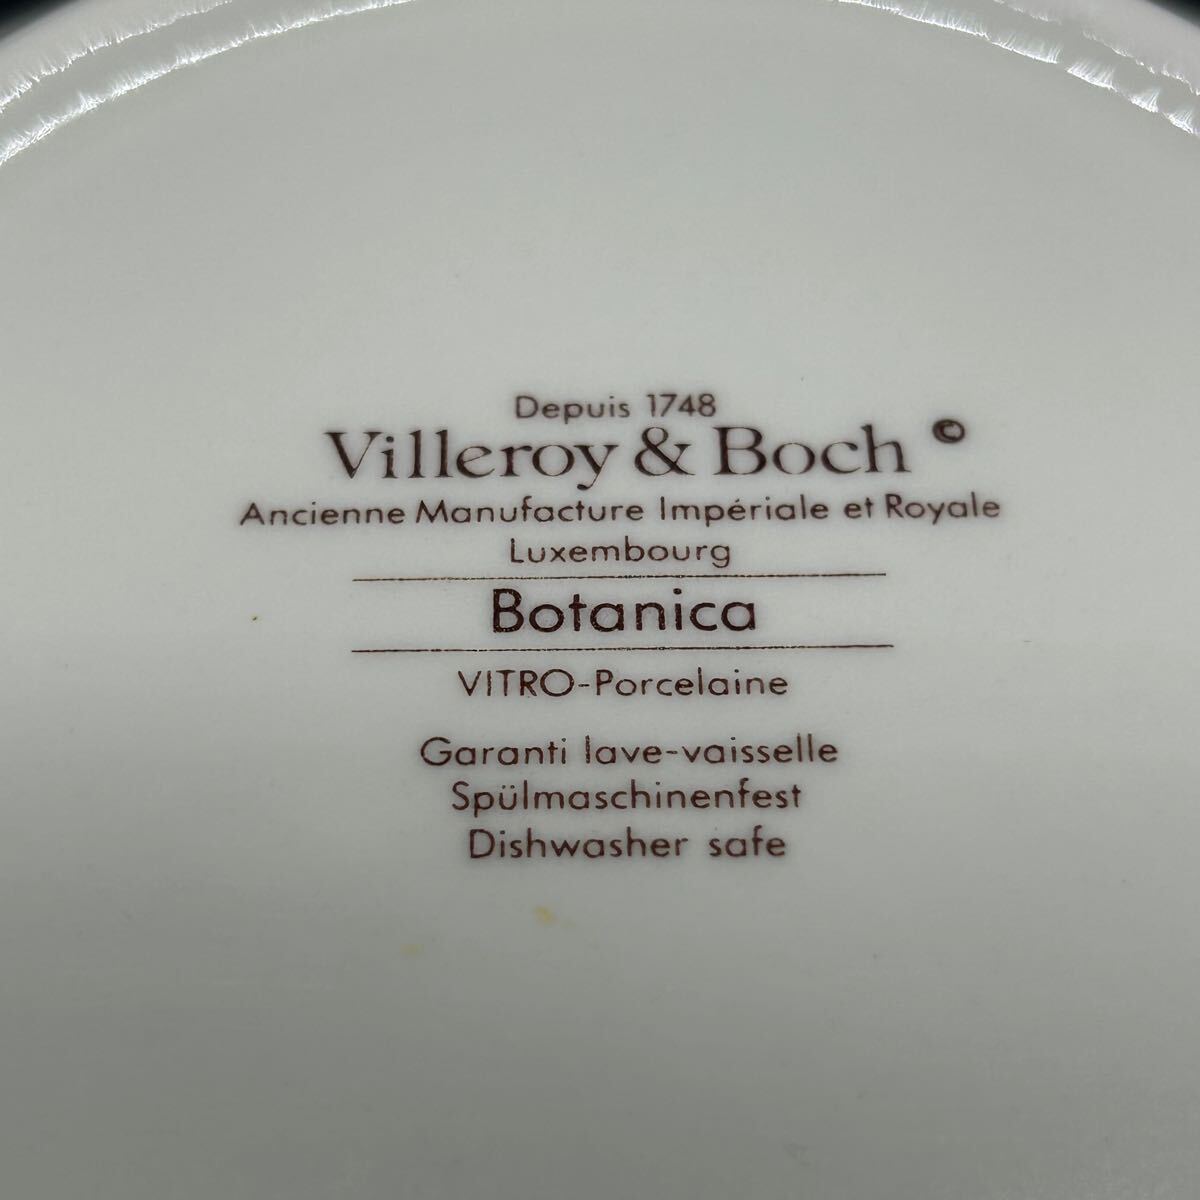 Depuis 1748
Villeroy & Boch ©
Ancienne Manufacture Impériale et Royale
Luxembourg
Botanica
VITRO-Porcelaine
Garanti lave-vaisselle
Spülmaschinenfest
Dishwasher safe